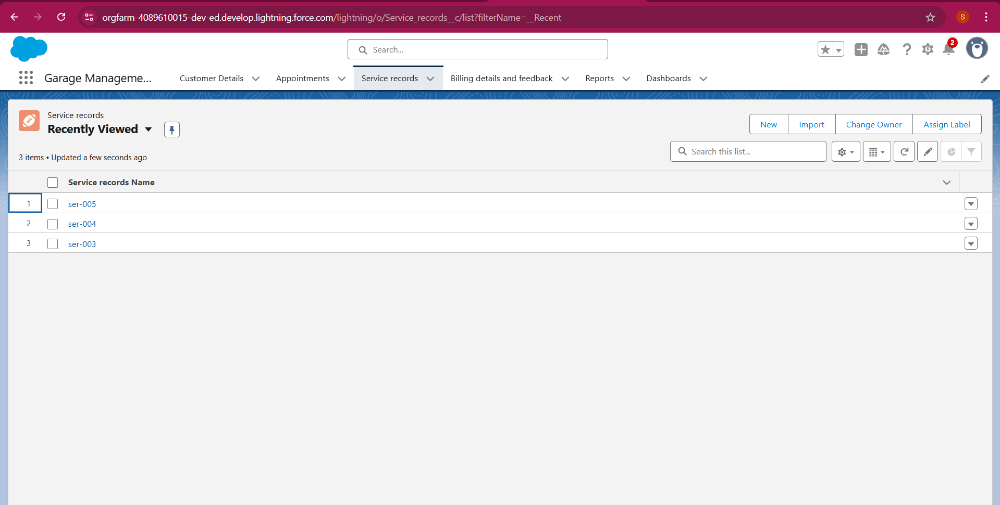 orgfarm-4089610015-dev-ed.develop.lightning.force.com/lightning/o/Service_records__c/list?filterName=__Recent
S
Search...
2
Garage Manageme...
Customer Details
Appointments
Service records
Billing details and feedback
Reports
Dashboards
Service records
Recently Viewed
New
Import
Change Owner
Assign Label
3 items • Updated a few seconds ago
Search this list...
Service records Name
1 ser-005
2 ser-004
3 ser-003